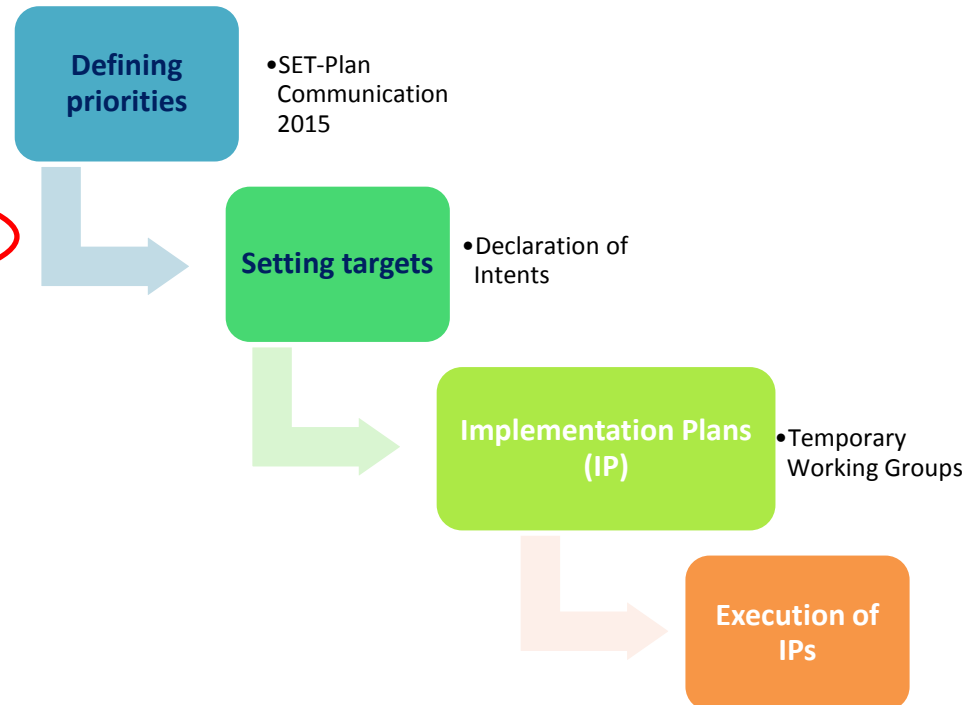 Defining
priorities
•SET-Plan
Communication
2015
Setting targets
•Declaration of
Intents
Implementation Plans
(IP)
•Temporary
Working Groups
Execution of
IPs